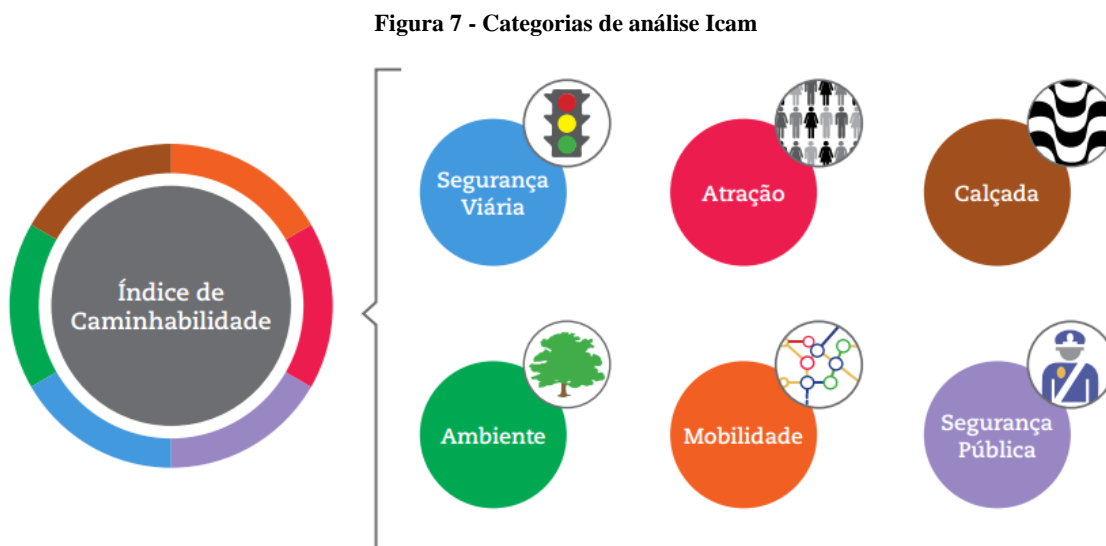 Figura 7 - Categorias de análise Icam
Índice de
Caminhabilidade
Segurança
Viária
Atração
Calçada
Ambiente
Mobilidade
Segurança
Pública